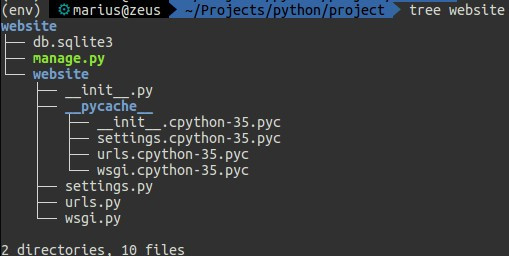 (env) marius@zeus ~/Projects/python/project tree website
website
├── db.sqlite3
├── manage.py
└── website
    ├── __init__.py
    ├── __pycache__
    │   ├── __init__.cpython-35.pyc
    │   ├── settings.cpython-35.pyc
    │   ├── urls.cpython-35.pyc
    │   └── wsgi.cpython-35.pyc
    ├── settings.py
    ├── urls.py
    └── wsgi.py
2 directories, 10 files